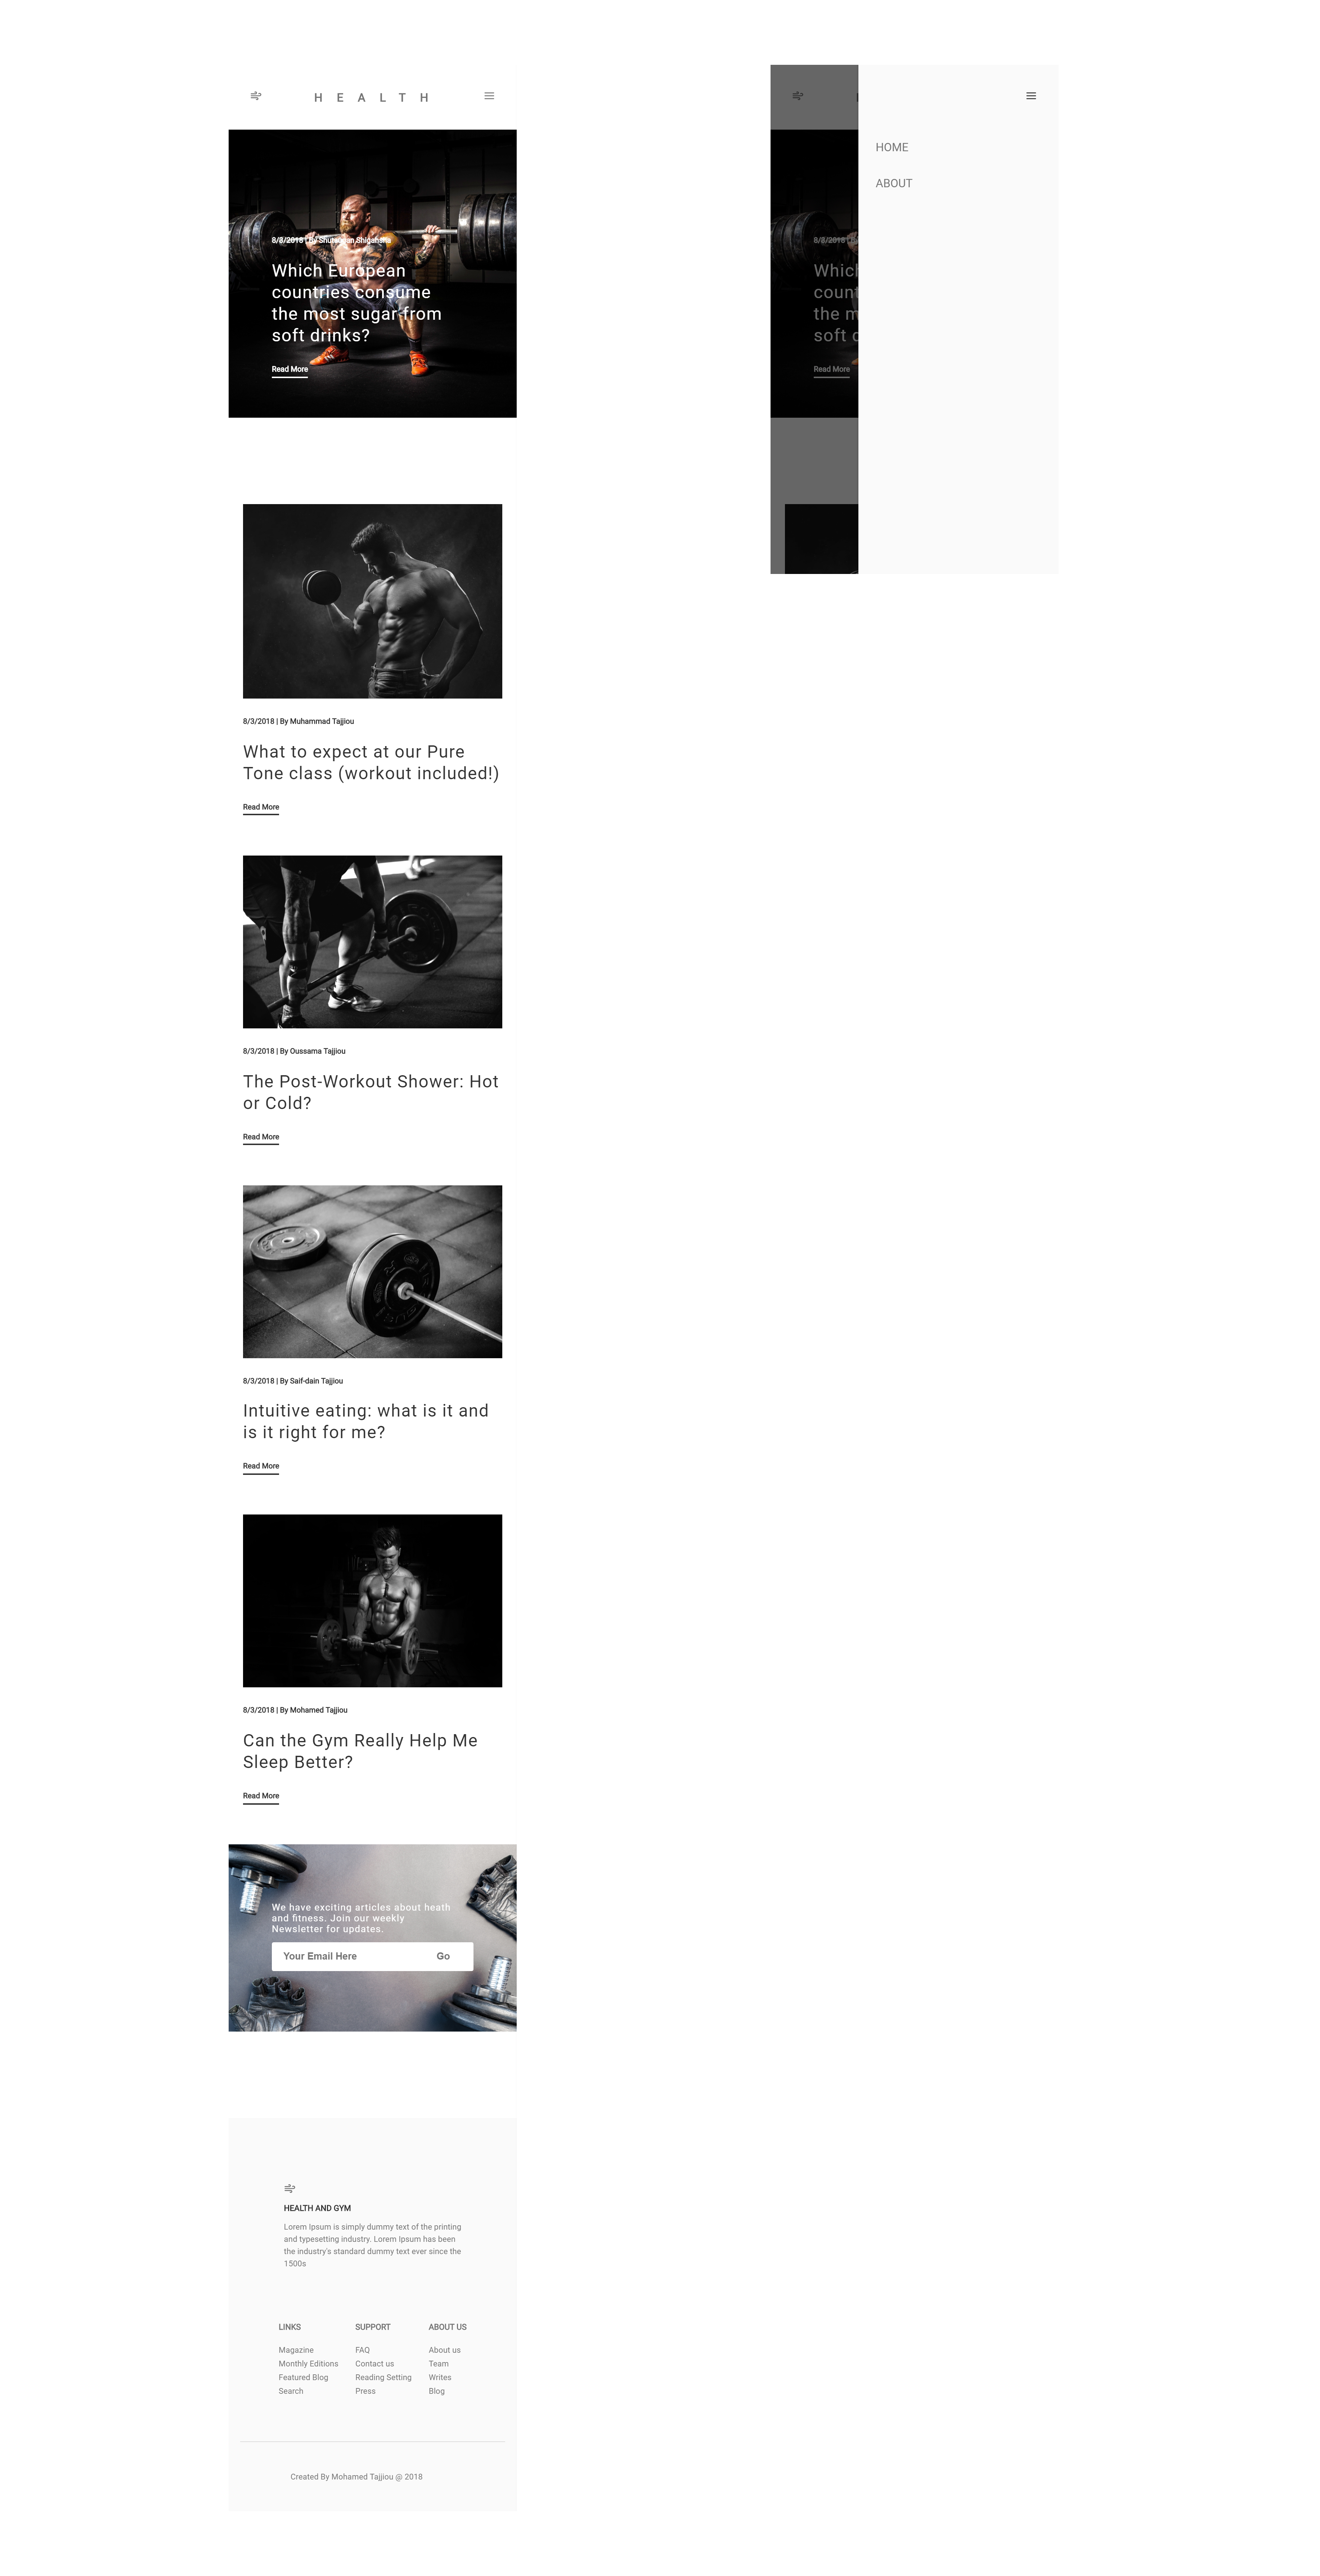 H E A L T H
8/3/2018 | By Shutsugan Shigansha
Which European
countries consume
the most sugar from
soft drinks?
Read More
8/3/2018 | By Muhammad Tajjiou
What to expect at our Pure
Tone class (workout included!)
Read More
8/3/2018 | By Oussama Tajjiou
The Post-Workout Shower: Hot
or Cold?
Read More
8/3/2018 | By Saif-dain Tajjiou
Intuitive eating: what is it and
is it right for me?
Read More
8/3/2018 | By Mohamed Tajjiou
Can the Gym Really Help Me
Sleep Better?
Read More
We have exciting articles about heath
and fitness. Join our weekly
Newsletter for updates.
Your Email Here Go
HEALTH AND GYM
Lorem Ipsum is simply dummy text of the printing
and typesetting industry. Lorem Ipsum has been
the industry's standard dummy text ever since the
1500s
LINKS
Magazine
Monthly Editions
Featured Blog
Search
SUPPORT
FAQ
Contact us
Reading Setting
Press
ABOUT US
About us
Team
Writes
Blog
Created By Mohamed Tajjiou @ 2018
HOME
ABOUT
8/3/2018 |
Which
count
the m
soft d
Read More